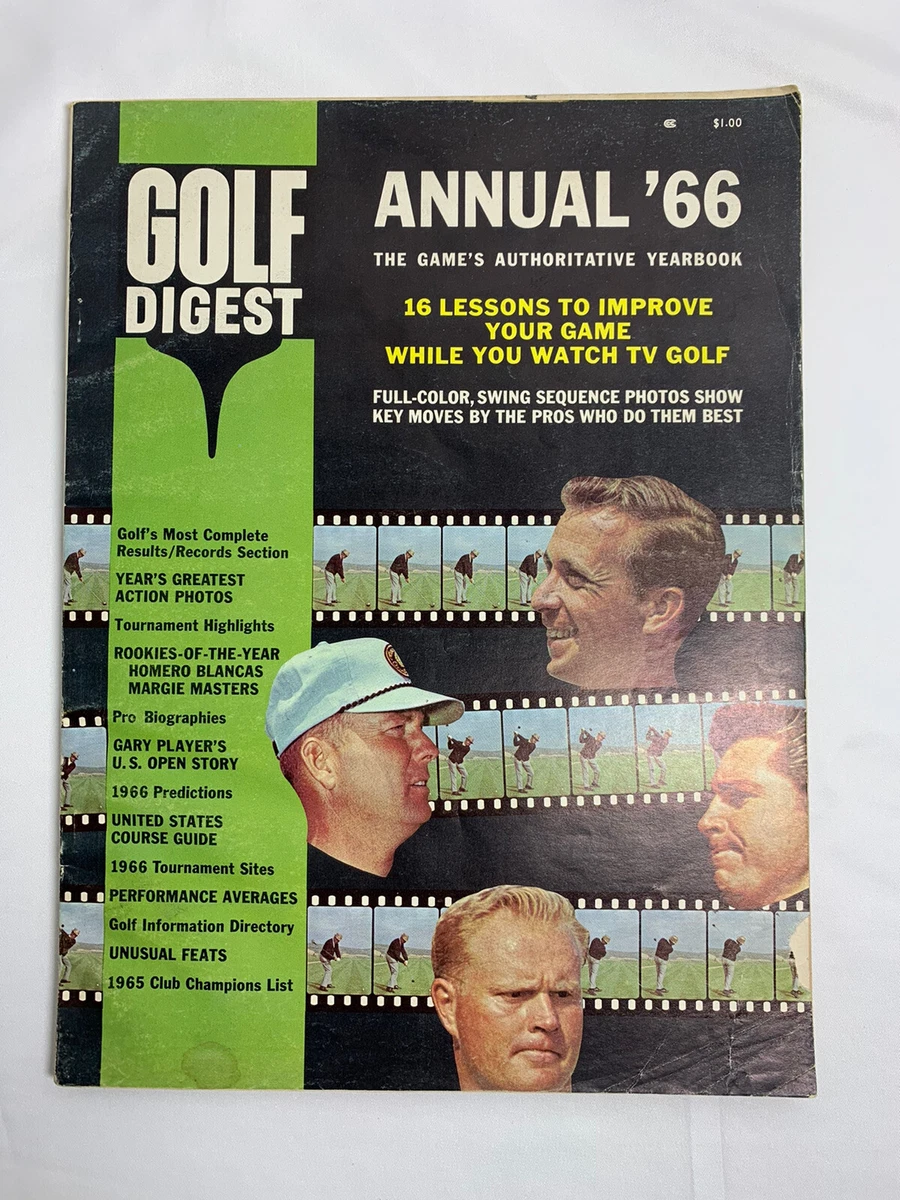 $1.00
GOLF
DIGEST
ANNUAL '66
THE GAME'S AUTHORITATIVE YEARBOOK
16 LESSONS TO IMPROVE
YOUR GAME
WHILE YOU WATCH TV GOLF
FULL-COLOR, SWING SEQUENCE PHOTOS SHOW
KEY MOVES BY THE PROS WHO DO THEM BEST
Golf's Most Complete
Results/Records Section
YEAR'S GREATEST
ACTION PHOTOS
Tournament Highlights
ROOKIES-OF-THE-YEAR
HOMERO BLANCAS
MARGIE MASTERS
Pro Biographies
GARY PLAYER'S
U.S. OPEN STORY
1966 Predictions
UNITED STATES
COURSE GUIDE
1966 Tournament Sites
PERFORMANCE AVERAGES
Golf Information Directory
UNUSUAL FEATS
1965 Club Champions List